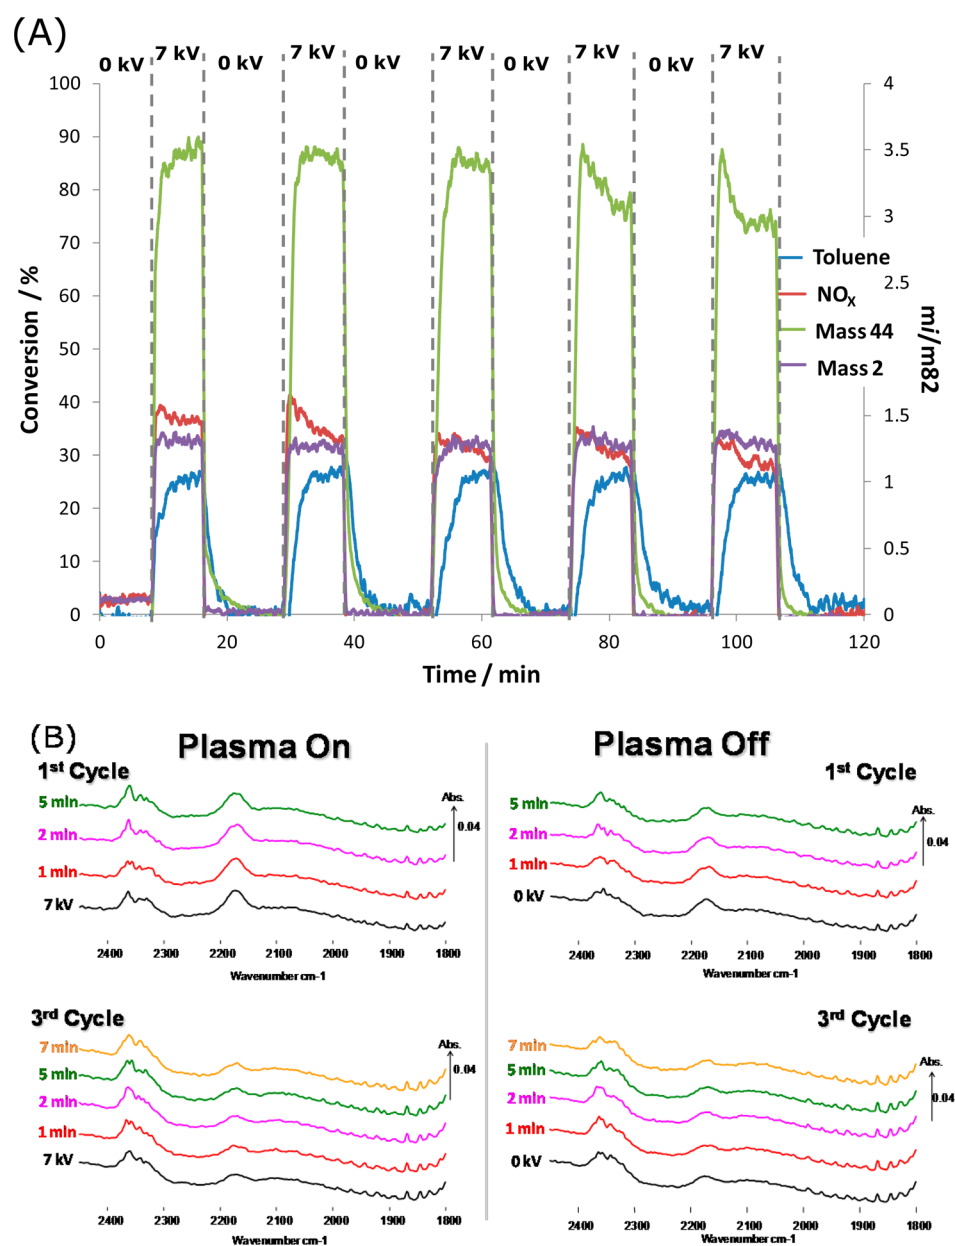 (A)
0 kV 7 kV 0 kV 7 kV 0 kV 7 kV 0 kV 7 kV 0 kV 7 kV
100 4
90
80 3.5
70 3
60 2.5
50
40 1.5
30 1
20
10 0.5
0 0
Conversion / %
mi/m82
Toluene
NOX
Mass 44
Mass 2
0 20 40 60 80 100 120
Time / min
(B)
Plasma On
Plasma Off
1st Cycle
5 min
2 min
1 min
7 kV
Abs.
0.04
2400 2300 2200 2100 2000 1900 1800
Wavenumber cm-1
1st Cycle
5 min
2 min
1 min
0 kV
Abs.
0.04
2400 2300 2200 2100 2000 1900 1800
Wavenumber cm-1
3rd Cycle
7 min
5 min
2 min
1 min
7 kV
Abs.
0.04
2400 2300 2200 2100 2000 1900 1800
Wavenumber cm-1
3rd Cycle
7 min
5 min
2 min
1 min
0 kV
Abs.
0.04
2400 2300 2200 2100 2000 1900 1800
Wavenumber cm-1